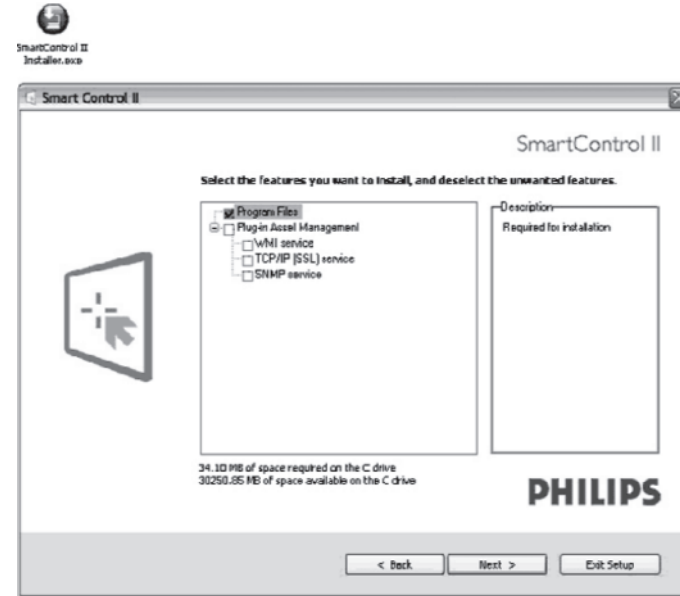 SmartControl II
Installer.exe
Smart Control II
SmartControl II
Select the features you want to install, and deselect the unwanted features.
Program Files
Plug-in Asset Management
WMI service
TCP/IP (SSL) service
SNMP service
Description
Required for installation
34.10 MB of space required on the C drive
30250.85 MB of space available on the C drive
PHILIPS
< Back
Next >
Exit Setup